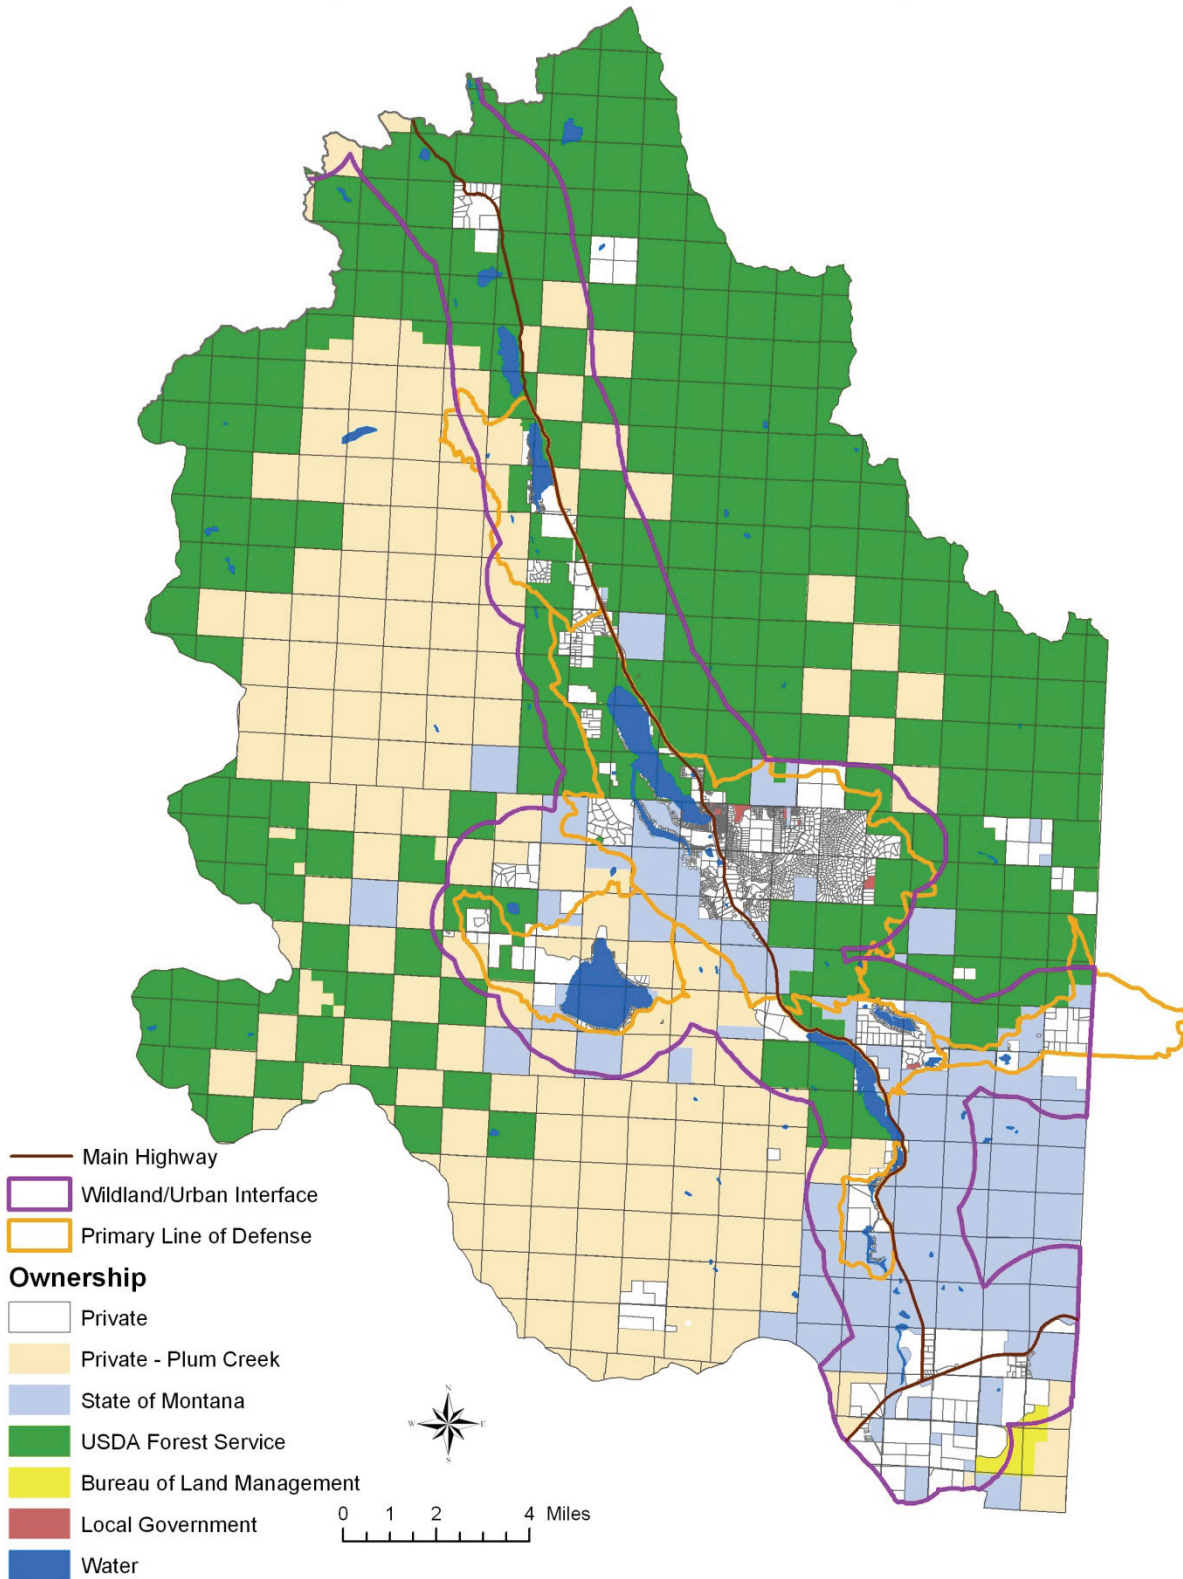 Main Highway
Wildland/Urban Interface
Primary Line of Defense
Ownership
Private
Private - Plum Creek
State of Montana
USDA Forest Service
Bureau of Land Management
Local Government
Water
N
W E
S
0 1 2 4 Miles